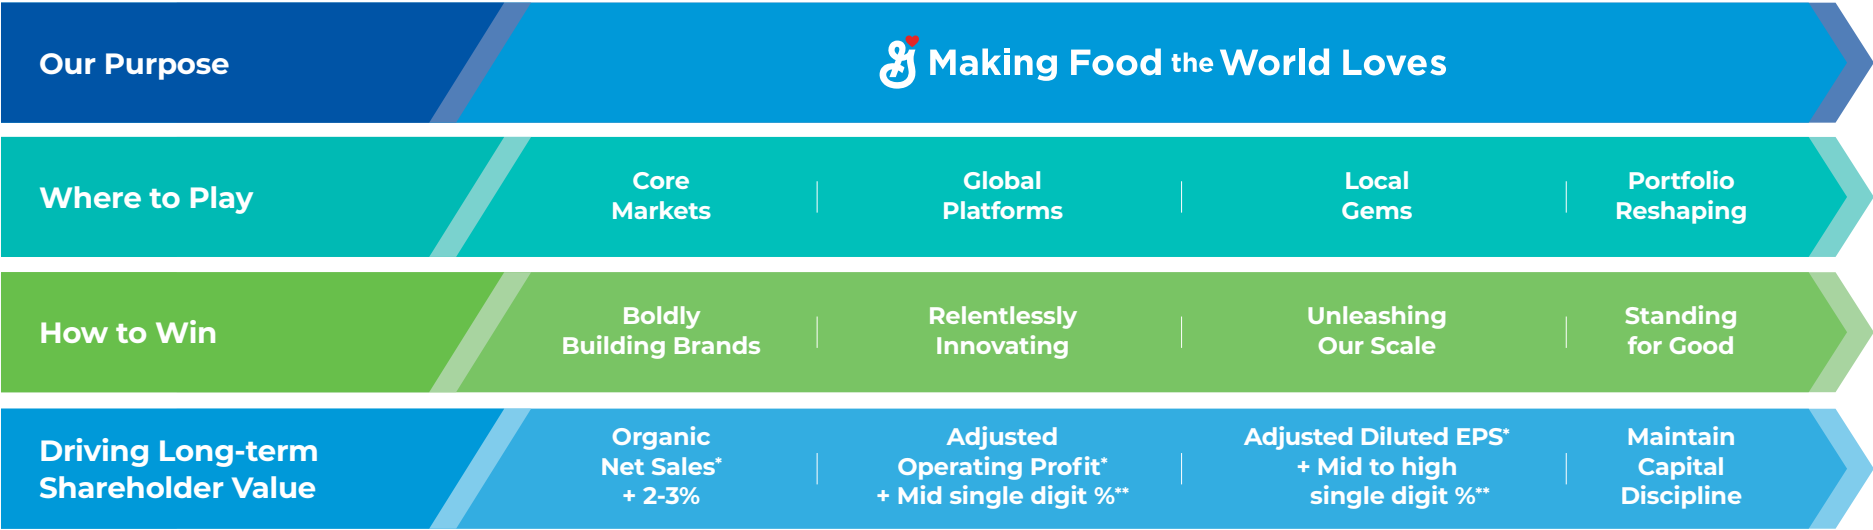 Our Purpose
Making Food the World Loves
Where to Play
Core
Markets
Global
Platforms
Local
Gems
Portfolio
Reshaping
How to Win
Boldly
Building Brands
Relentlessly
Innovating
Unleashing
Our Scale
Standing
for Good
Driving Long-term
Shareholder Value
Organic
Net Sales*
+ 2-3%
Adjusted
Operating Profit*
+ Mid single digit %**
Adjusted Diluted EPS*
+ Mid to high
single digit %**
Maintain
Capital
Discipline